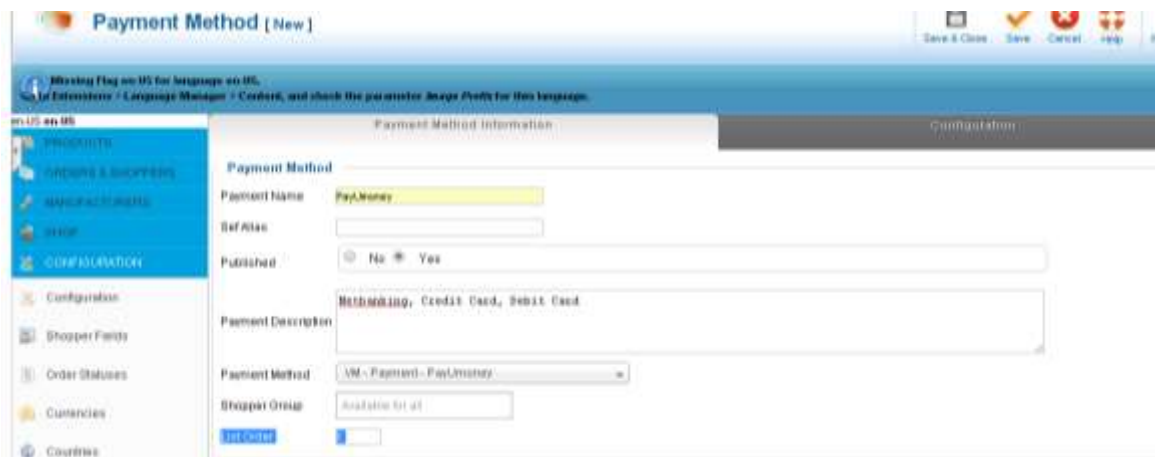 Payment Method [ New ]
Save & Close Save Cancel Help
Missing Flag en-US for language en-US.
Extensions > Language Manager > Content, and check the parameter Image Prefix for this language.
en-US en-US
Payment Method Information
Configuration
PRODUCTS
ORDERS & SHOPPERS
MANUFACTURERS
SHOP
CONFIGURATION
Configuration
Shopper Fields
Order Statuses
Currencies
Countries
Payment Method
Payment Name PayUmoney
Sef Alias
Published No Yes
Payment Description Netbanking, Credit Card, Debit Card
Payment Method VM - Payment - PayUmoney
Shopper Group Available for all
List Order